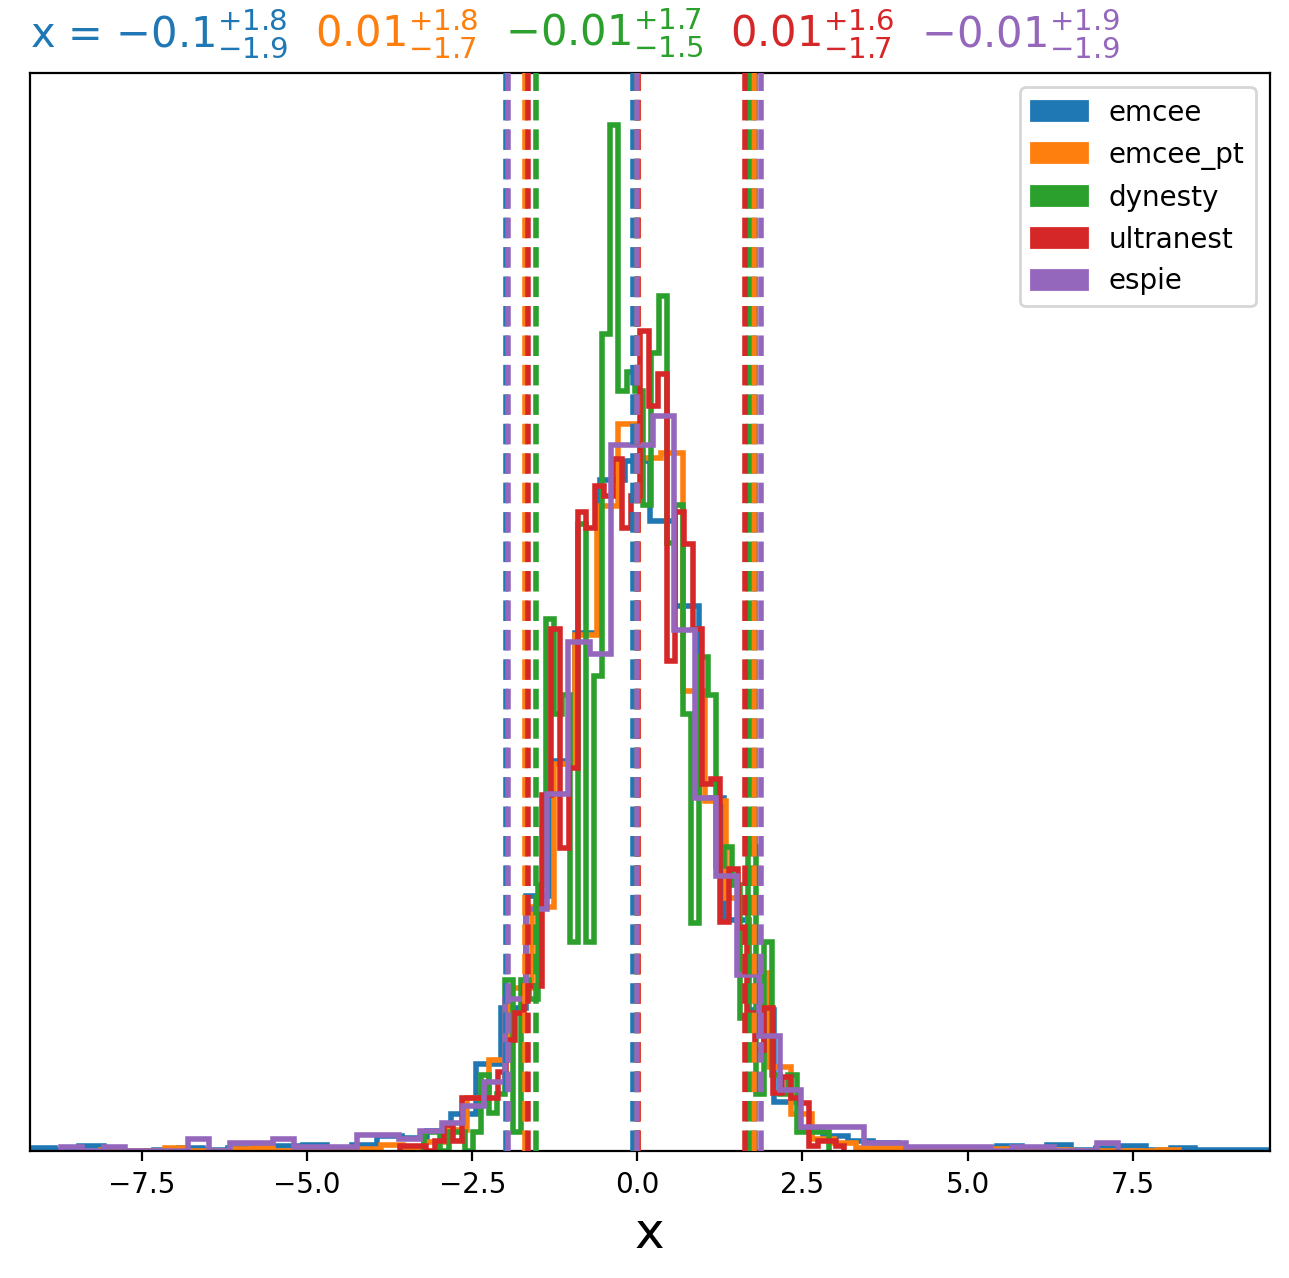 x = −0.1 +1.8 −1.9 0.01 +1.8 −1.7 −0.01 +1.7 −1.5 0.01 +1.6 −1.7 −0.01 +1.9 −1.9
emcee
emcee_pt
dynesty
ultranest
espie
−7.5 −5.0 −2.5 0.0 2.5 5.0 7.5
x